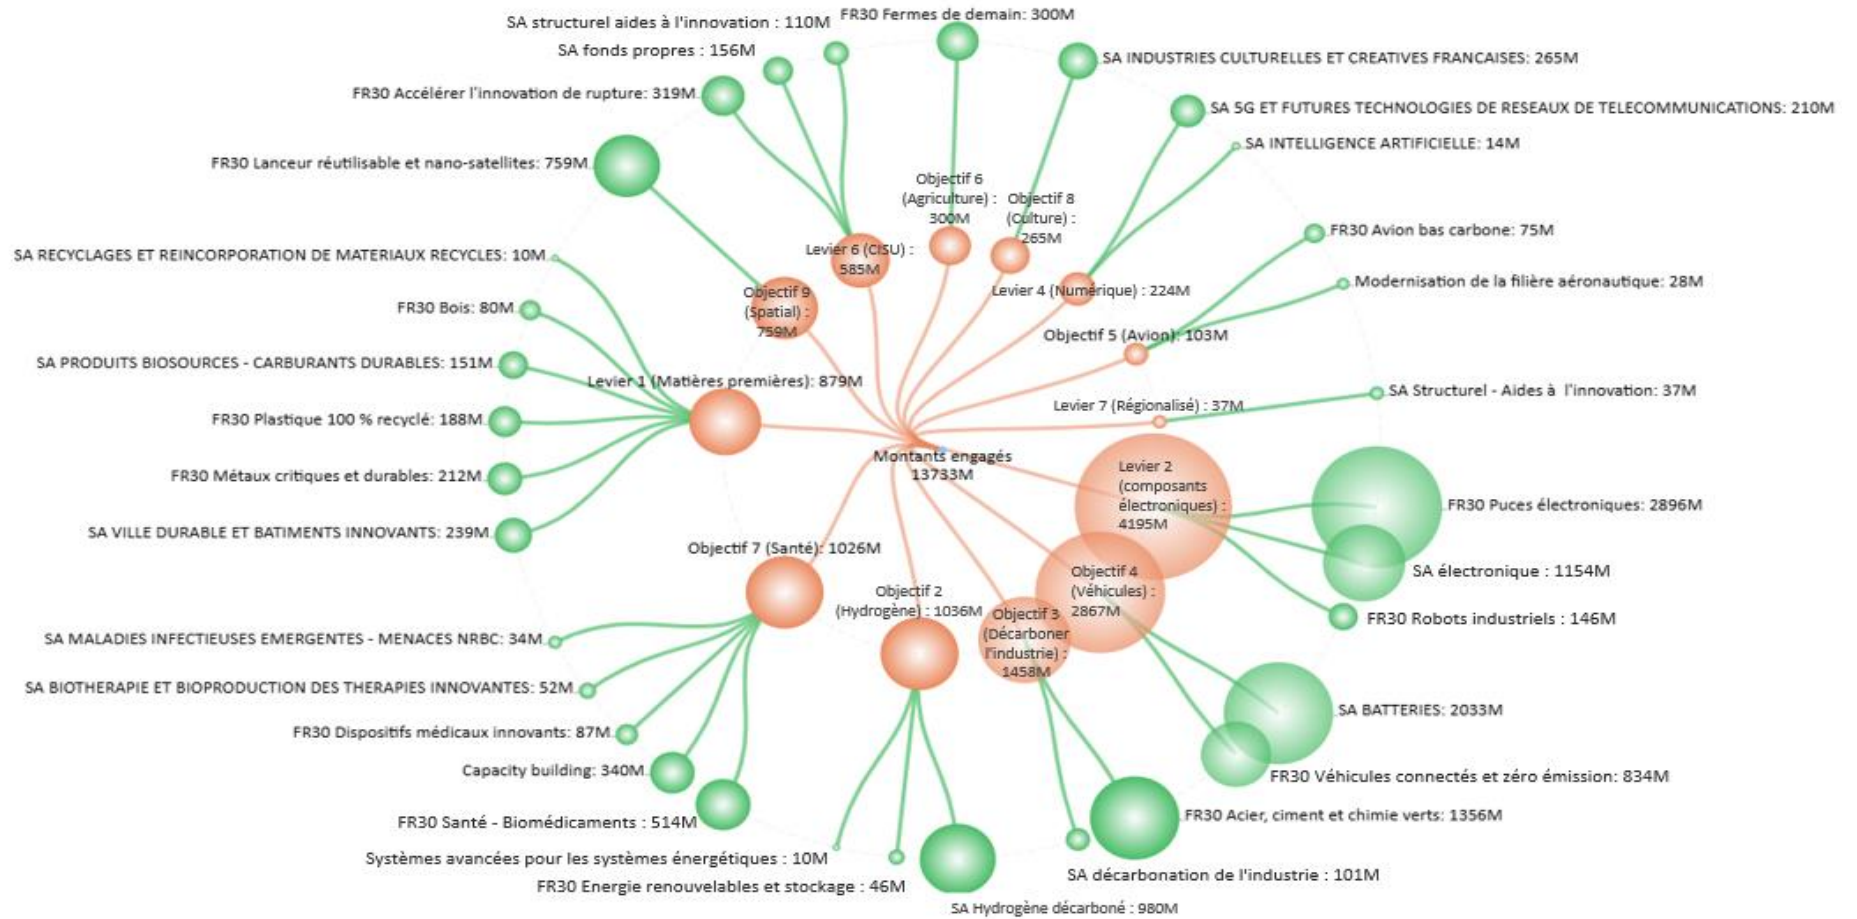 SA structurel aides à l'innovation : 110M
FR30 Fermes de demain: 300M
SA fonds propres : 156M
SA INDUSTRIES CULTURELLES ET CREATIVES FRANCAISES: 265M
FR30 Accélérer l'innovation de rupture: 319M
SA 5G ET FUTURES TECHNOLOGIES DE RESEAUX DE TELECOMMUNICATIONS: 210M
SA INTELLIGENCE ARTIFICIELLE: 14M
FR30 Lanceur réutilisable et nano-satellites: 759M
Objectif 6
(Agriculture) :
300M
Objectif 8
(Culture) :
265M
FR30 Avion bas carbone: 75M
Levier 6 (CISU) :
585M
SA RECYCLAGES ET REINCORPORATION DE MATERIAUX RECYCLES: 10M
Modernisation de la filière aéronautique: 28M
Objectif 9
(Spatial) :
759M
Levier 4 (Numérique) : 224M
FR30 Bois: 80M
Objectif 5 (Avion): 103M
SA PRODUITS BIOSOURCES - CARBURANTS DURABLES: 151M
Levier 1 (Matières premières): 879M
SA Structurel - Aides à l'innovation: 37M
Levier 7 (Régionalisé) : 37M
FR30 Plastique 100 % recyclé: 188M
Montants engagés
13733M
FR30 Métaux critiques et durables: 212M
Levier 2
(composants
électroniques) :
4195M
FR30 Puces électroniques: 2896M
SA VILLE DURABLE ET BATIMENTS INNOVANTS: 239M
Objectif 7 (Santé): 1026M
SA électronique : 1154M
Objectif 4
(Véhicules) :
2867M
Objectif 2
(Hydrogène) : 1036M
Objectif 3
(Décarboner
l'industrie) :
1458M
FR30 Robots industriels : 146M
SA MALADIES INFECTIEUSES EMERGENTES - MENACES NRBC: 34M
SA BIOTHERAPIE ET BIOPRODUCTION DES THERAPIES INNOVANTES: 52M
SA BATTERIES: 2033M
FR30 Dispositifs médicaux innovants: 87M
Capacity building: 340M
FR30 Véhicules connectés et zéro émission: 834M
FR30 Santé - Biomédicaments : 514M
FR30 Acier, ciment et chimie verts: 1356M
Systèmes avancées pour les systèmes énergétiques : 10M
SA décarbonation de l'industrie : 101M
FR30 Energie renouvelables et stockage : 46M
SA Hydrogène décarboné : 980M